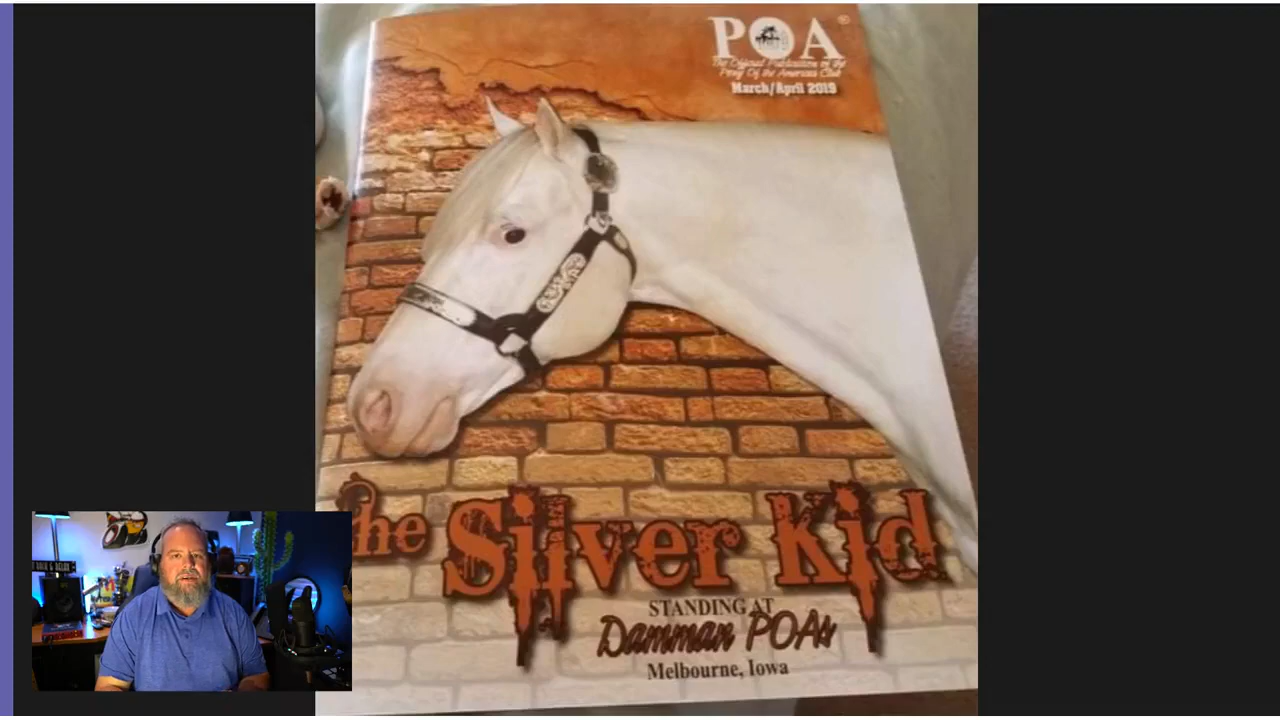 POA®
The Official Publication of the
Pony Of the Americas Club
March/April 2019
The Silver Kid
STANDING AT
Damman POAs
Melbourne, Iowa